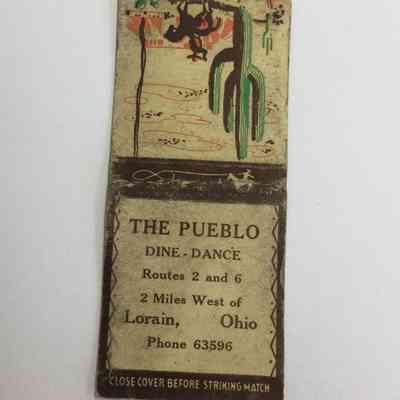 THE PUEBLO
DINE - DANCE
Routes 2 and 6
2 Miles West of
Lorain, Ohio
Phone 63596
CLOSE COVER BEFORE STRIKING MATCH